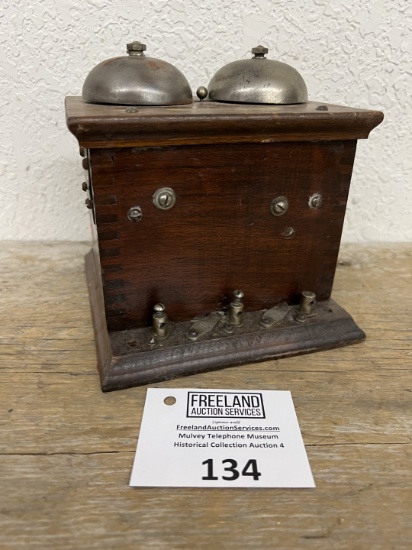 FREELAND
AUCTION SERVICES
FreelandAuctionServices.com
Mulvey Telephone Museum
Historical Collection Auction 4
134